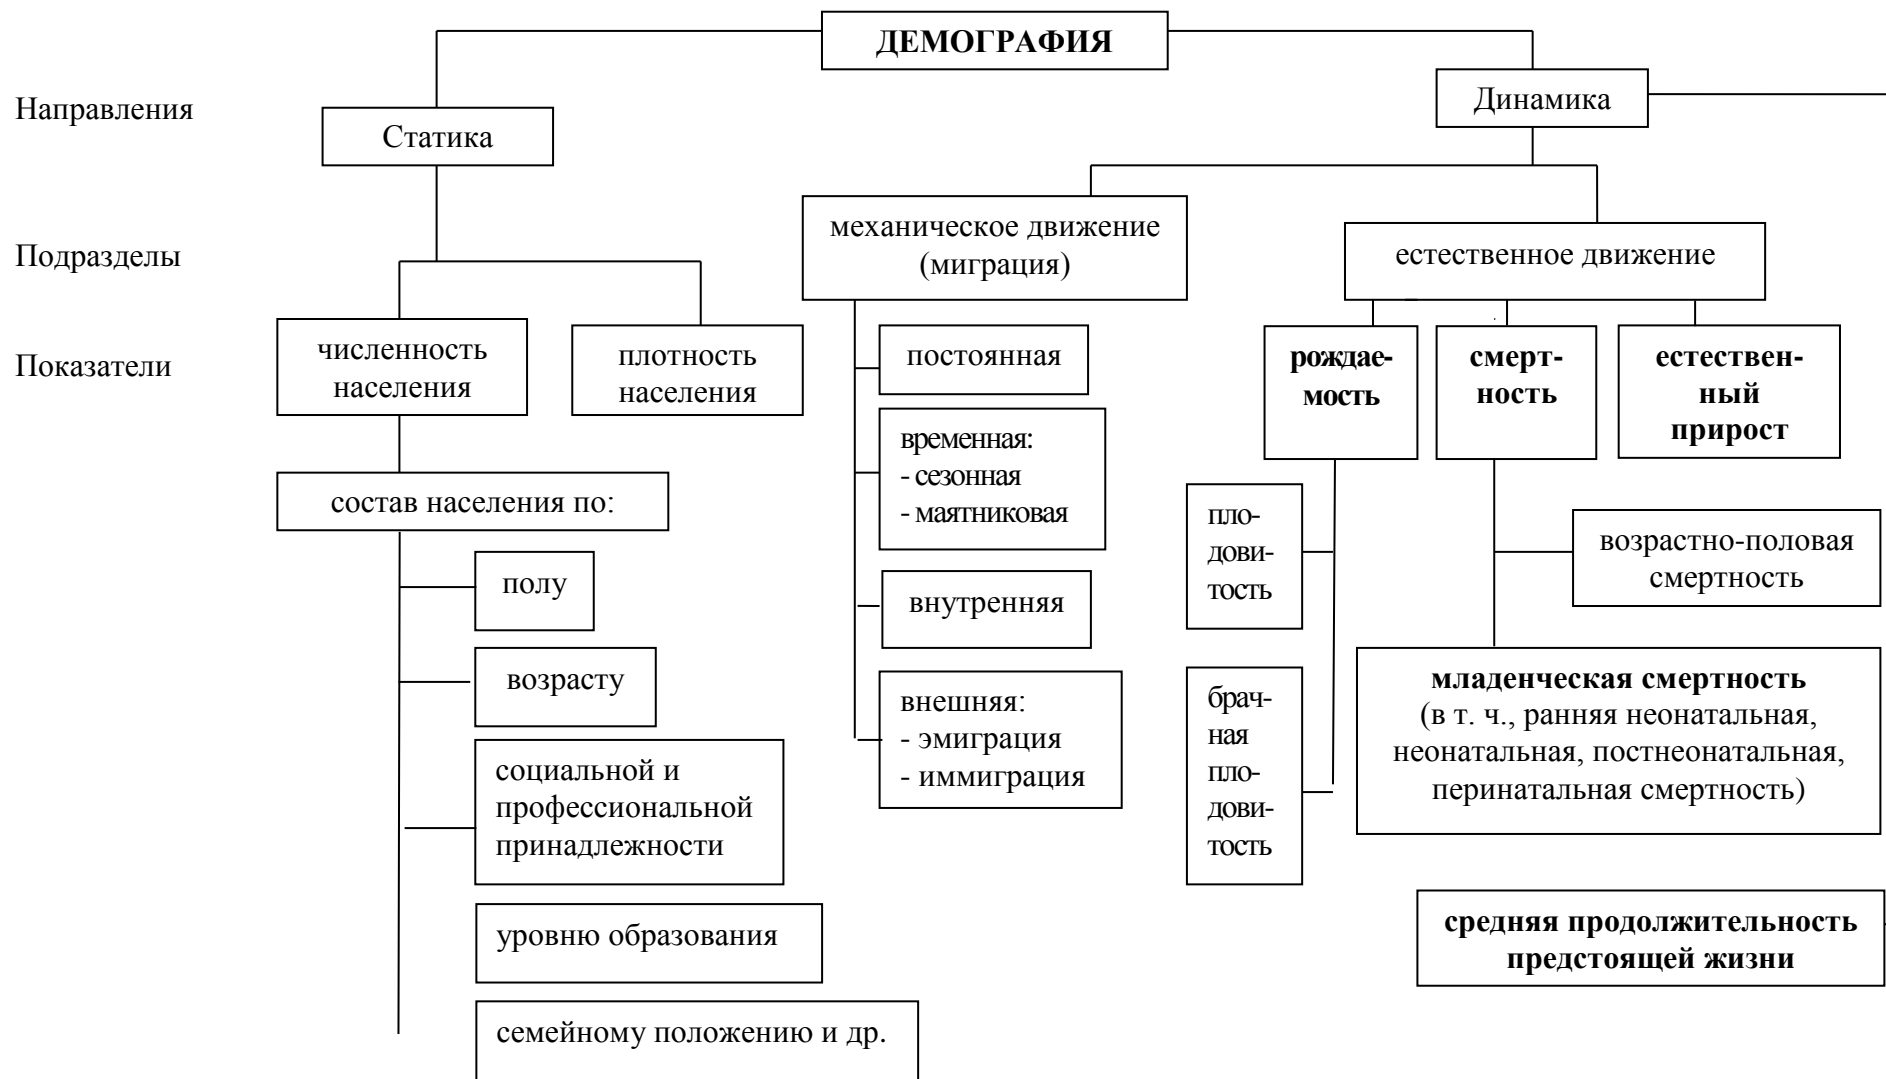 ДЕМОГРАФИЯ
Направления
Статика
Динамика
Подразделы
механическое движение
(миграция)
естественное движение
Показатели
численность
населения
плотность
населения
постоянная
рождае-
мость
смерт-
ность
естествен-
ный
прирост
временная:
- сезонная
- маятниковая
состав населения по:
пло-
дови-
тость
возрастно-половая
смертность
полу
внутренняя
возрасту
внешняя:
- эмиграция
- иммиграция
брач-
ная
пло-
дови-
тость
младенческая смертность
(в т. ч., ранняя неонатальная,
неонатальная, постнеонатальная,
перинатальная смертность)
социальной и
профессиональной
принадлежности
уровню образования
средняя продолжительность
предстоящей жизни
семейному положению и др.